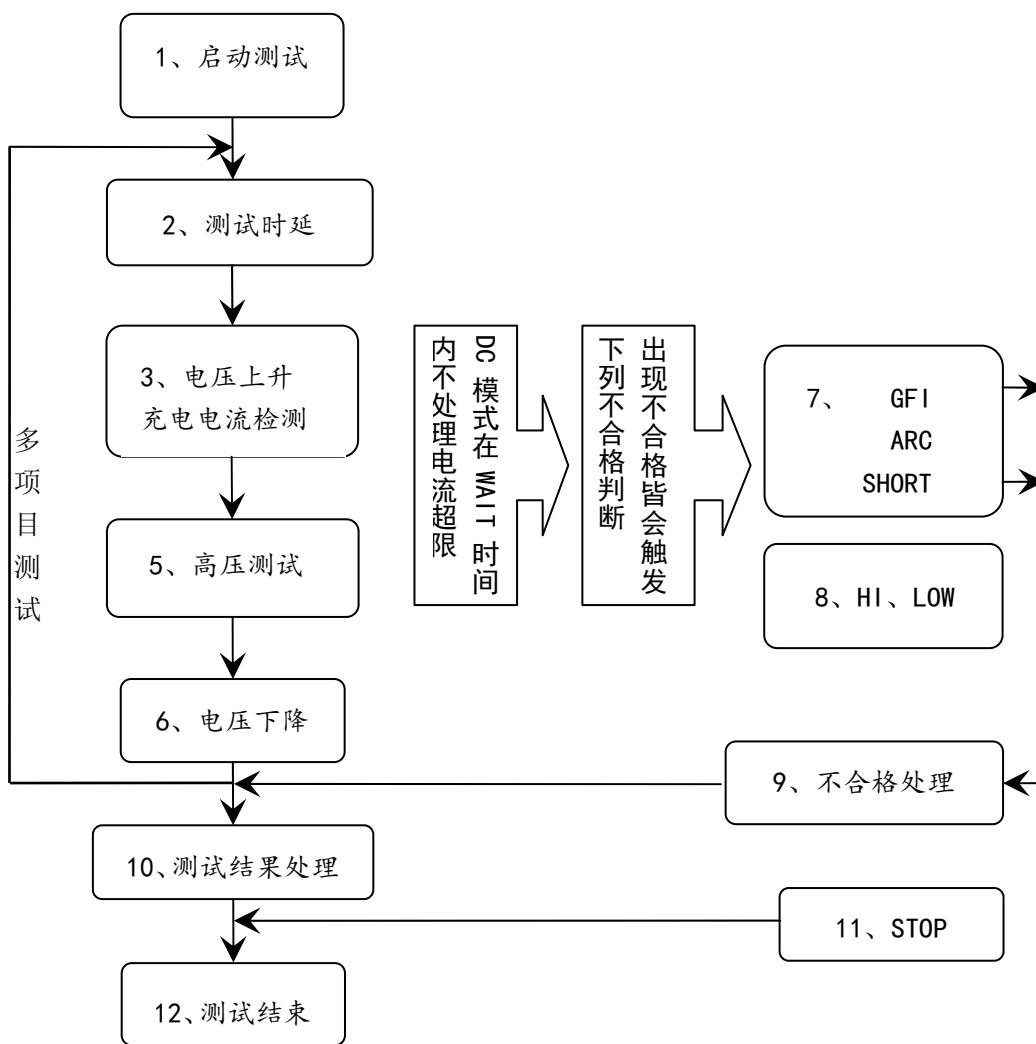 1、启动测试
2、测试时延
3、电压上升
充电电流检测
5、高压测试
6、电压下降
多项目测试
DC 模式在 WAIT 时间
内不处理电流超限
出现不合格皆会触发
下列不合格判断
7、 GFI
ARC
SHORT
8、HI、LOW
9、不合格处理
10、测试结果处理
11、STOP
12、测试结束